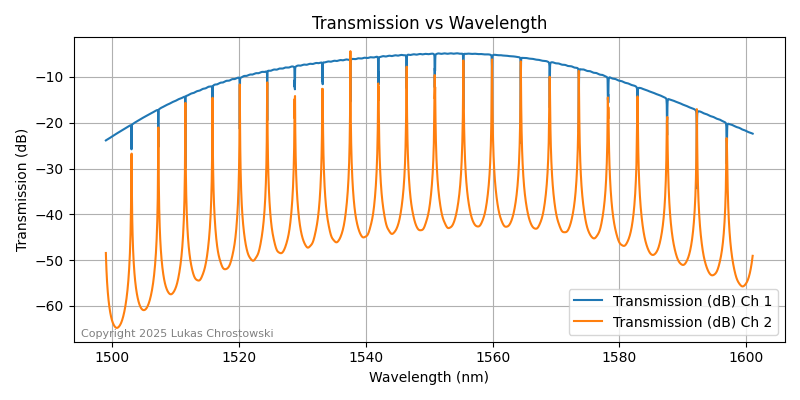 Transmission vs Wavelength
Transmission (dB)
−10
−20
−30
−40
−50
−60
Copyright 2025 Lukas Chrostowski
Transmission (dB) Ch 1
Transmission (dB) Ch 2
1500 1520 1540 1560 1580 1600
Wavelength (nm)